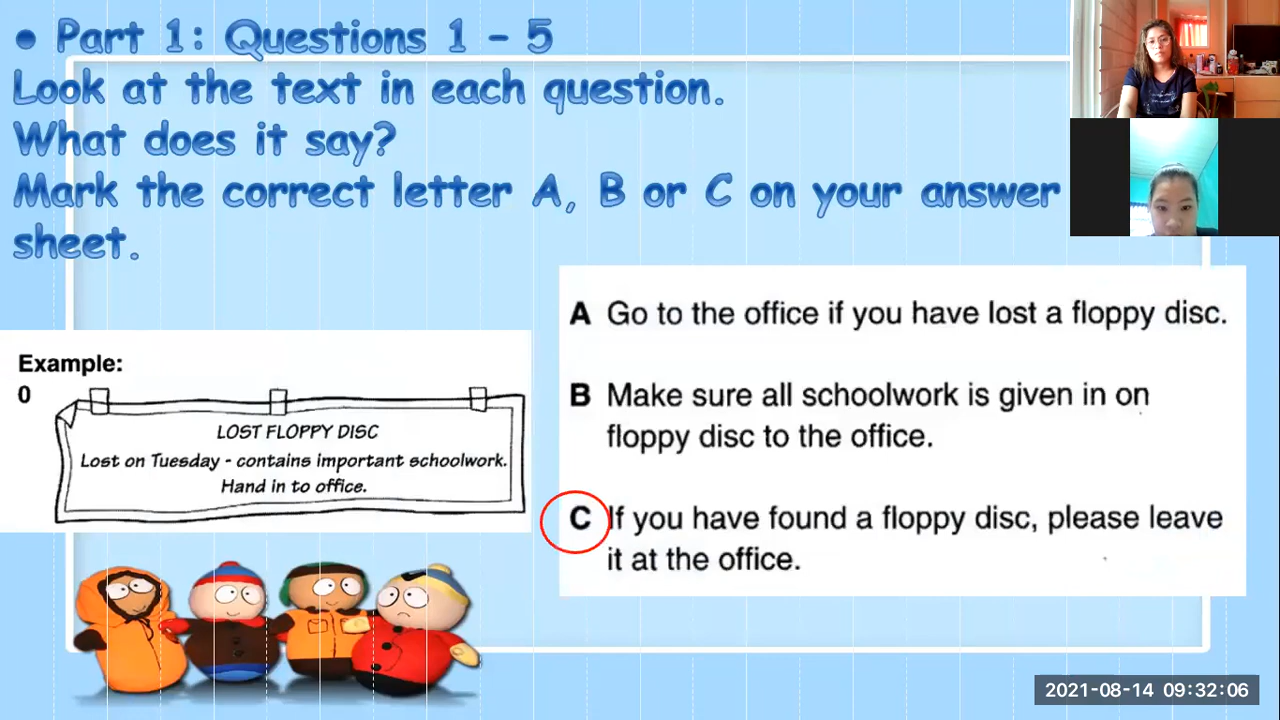 • Part 1: Questions 1 – 5
Look at the text in each question.
What does it say?
Mark the correct letter A, B or C on your answer
sheet.
Example:
0
LOST FLOPPY DISC
Lost on Tuesday - contains important schoolwork.
Hand in to office.
A Go to the office if you have lost a floppy disc.
B Make sure all schoolwork is given in on
floppy disc to the office.
C If you have found a floppy disc, please leave
it at the office.
2021-08-14 09:32:06